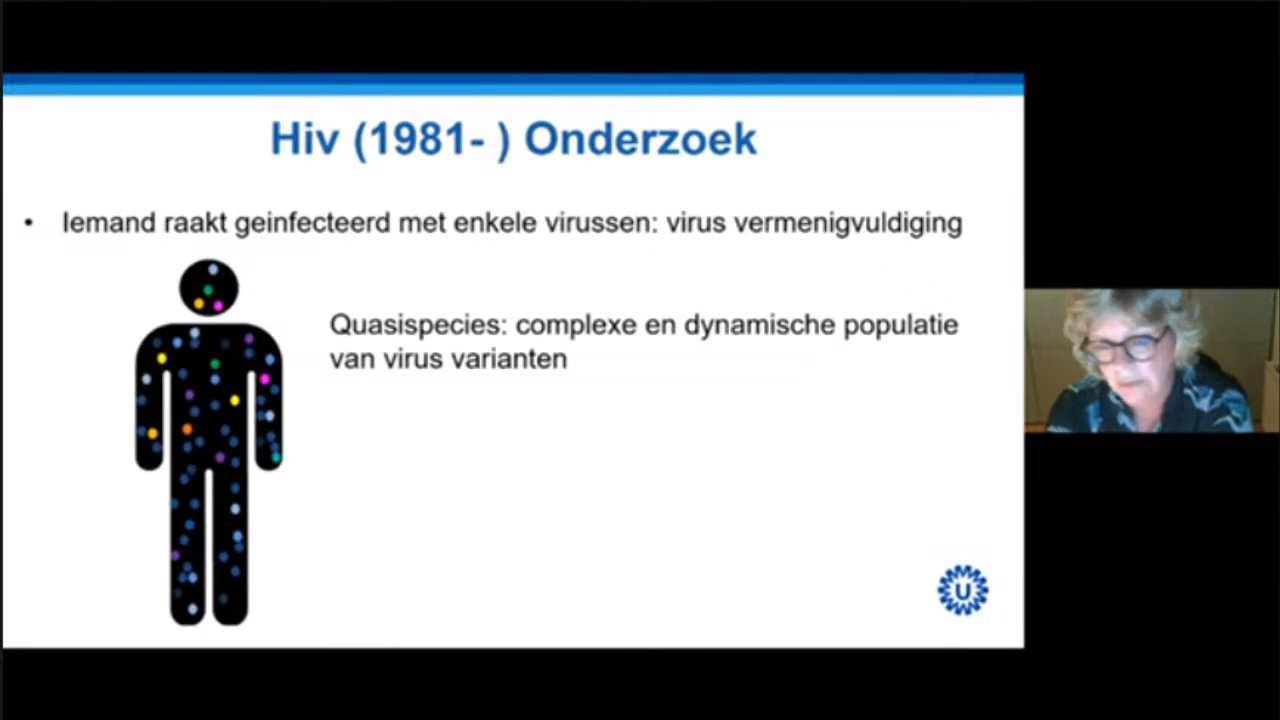 Hiv (1981- ) Onderzoek
• Iemand raakt geinfecteerd met enkele virussen: virus vermenigvuldiging
Quasispecies: complexe en dynamische populatie
van virus varianten
U